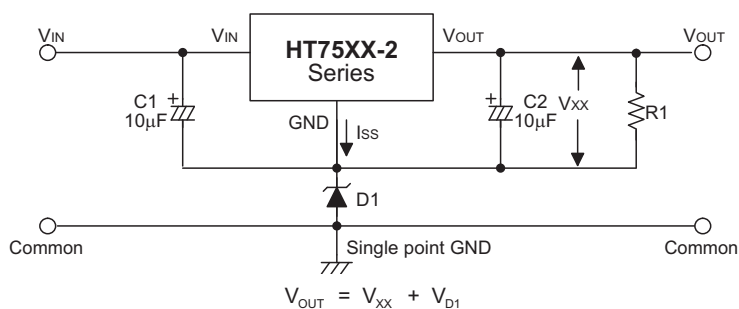 VIN VIN HT75XX-2 VOUT VOUT
Series
C1 + 10μF
GND ISS
C2 + 10μF
VXX
R1
D1
Common Single point GND Common
VOUT = VXX + VD1